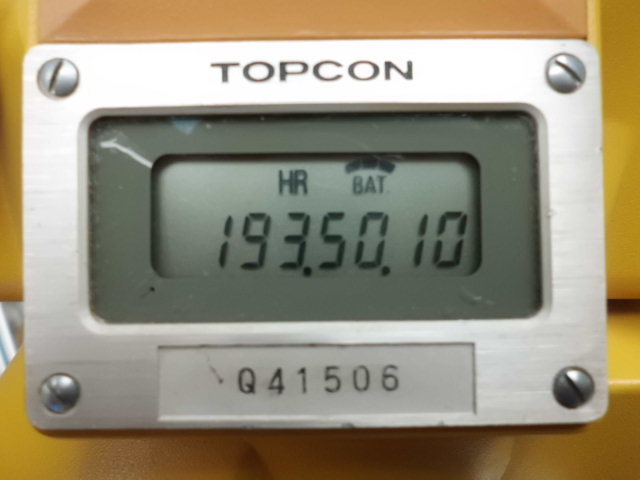 TOPCON
HR BAT.
193.50.10
Q41506